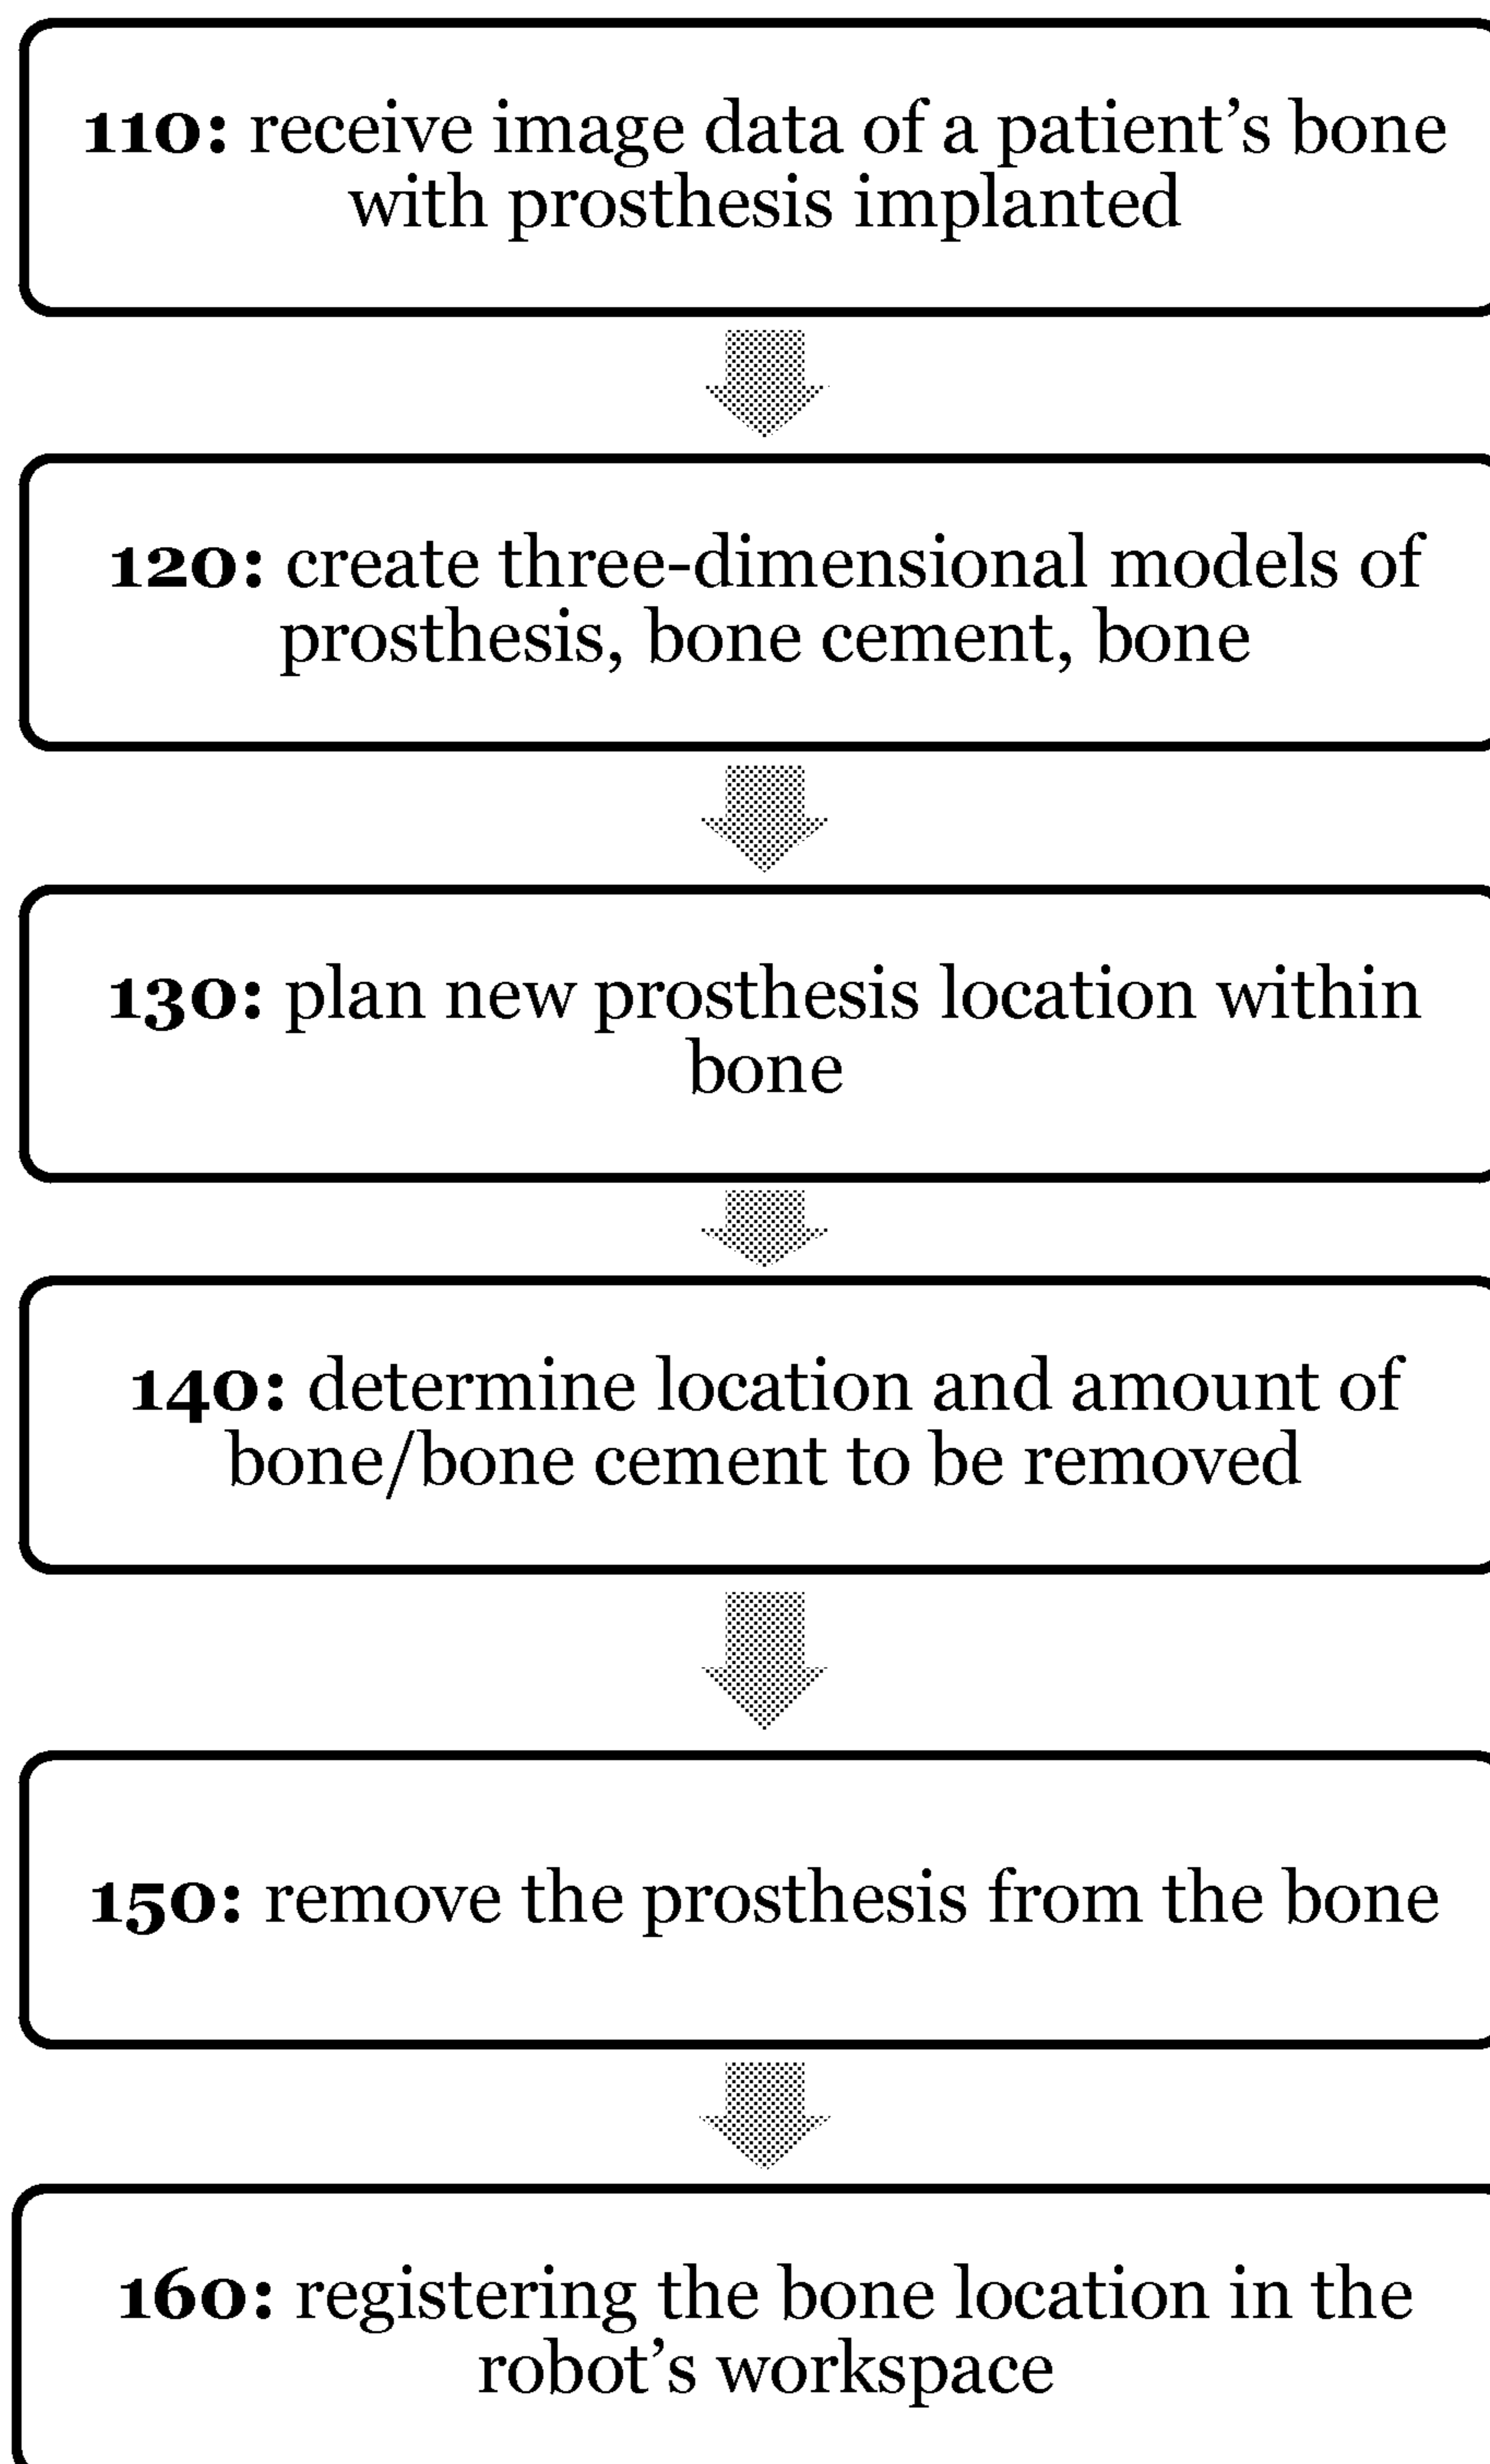 110: receive image data of a patient’s bone
with prosthesis implanted
120: create three-dimensional models of
prosthesis, bone cement, bone
130: plan new prosthesis location within
bone
140: determine location and amount of
bone/bone cement to be removed
150: remove the prosthesis from the bone
160: registering the bone location in the
robot’s workspace